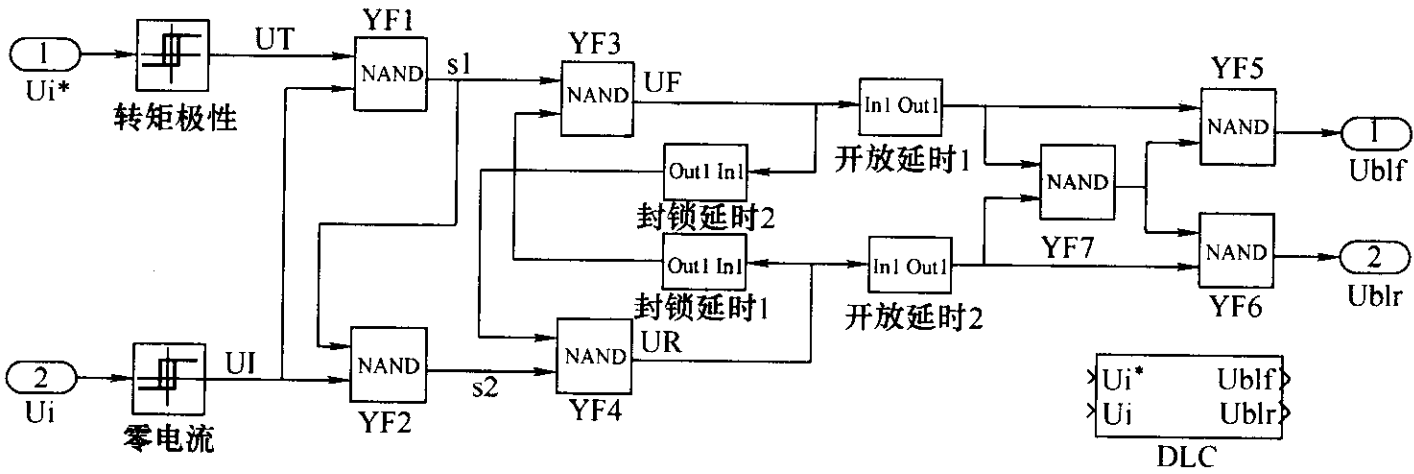 1
Ui*
转矩极性
UT
YF1
NAND
s1
YF3
NAND
UF
In1 Out1
开放延时1
YF5
NAND
1
Ublf
Out1 In1
封锁延时2
NAND
YF7
Out1 In1
封锁延时1
In1 Out1
开放延时2
NAND
YF6
2
Ublr
2
Ui
零电流
UI
NAND
YF2
s2
NAND
YF4
UR
Ui* Ublf
Ui Ublr
DLC